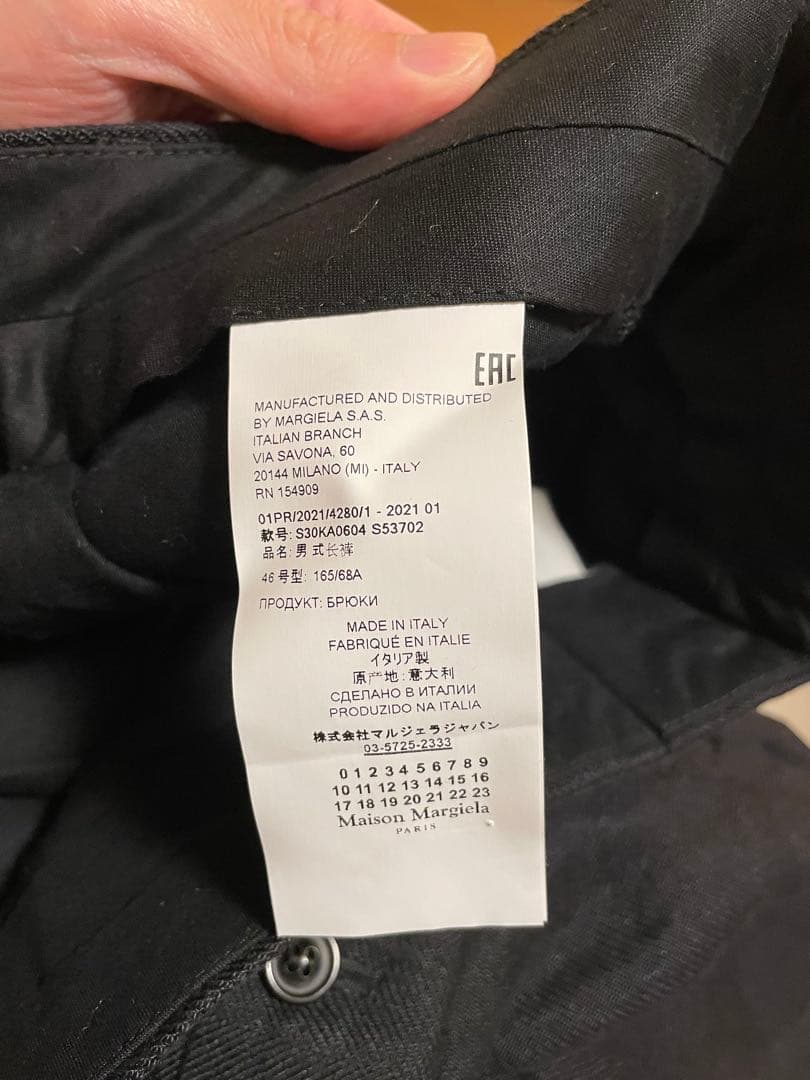 EAC
MANUFACTURED AND DISTRIBUTED
BY MARGIELA S.A.S.
ITALIAN BRANCH
VIA SAVONA, 60
20144 MILANO (MI) - ITALY
RN 154909
01PR/2021/4280/1 - 2021 01
款号: S30KA0604 S53702
品名: 男式长裤
46 号型: 165/68A
ПРОДУКТ: БРЮКИ
MADE IN ITALY
FABRIQUÉ EN ITALIE
イタリア製
原产地: 意大利
СДЕЛАНО В ИТАЛИИ
PRODUZIDO NA ITALIA
株式会社マルジェラジャパン
03-5725-2333
0 1 2 3 4 5 6 7 8 9
10 11 12 13 14 15 16
17 18 19 20 21 22 23
Maison Margiela
PARIS